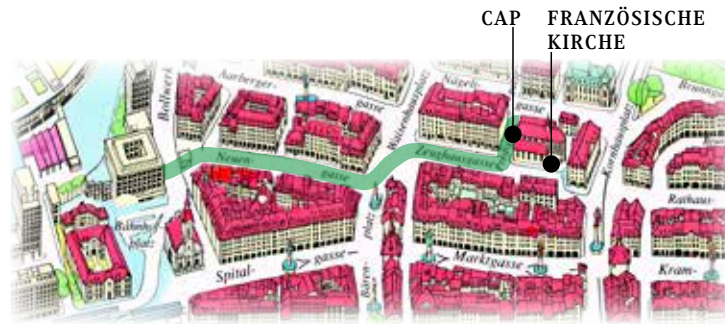 CAP FRANZÖSISCHE
KIRCHE
Bollwerk
Aarberger-
gasse
Waisenhausplatz
Nägeli-
gasse
Kornhausplatz
Neuen-
gasse
Zeughausgasse
Rathaus-
Bahnhof-
platz
Spital-
gasse
Bären-
platz
Marktgasse
Kram-